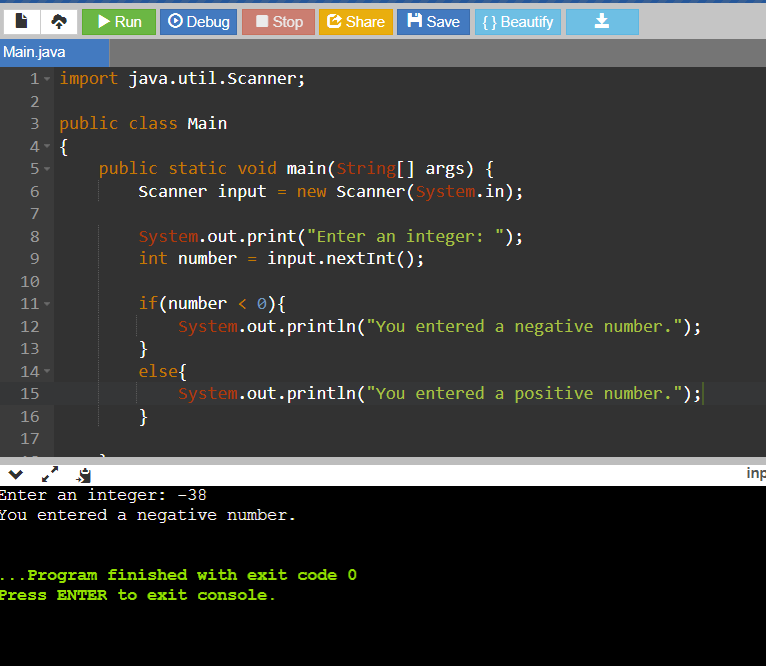 Run Debug Stop Share Save { } Beautify
Main.java
1 import java.util.Scanner;
2
3 public class Main
4 {
5 public static void main(String[] args) {
6 Scanner input = new Scanner(System.in);
7
8 System.out.print("Enter an integer: ");
9 int number = input.nextInt();
10
11 if(number < 0){
12 System.out.println("You entered a negative number.");
13 }
14 else{
15 System.out.println("You entered a positive number.");
16 }
17
inp
Enter an integer: -38
You entered a negative number.
...Program finished with exit code 0
Press ENTER to exit console.